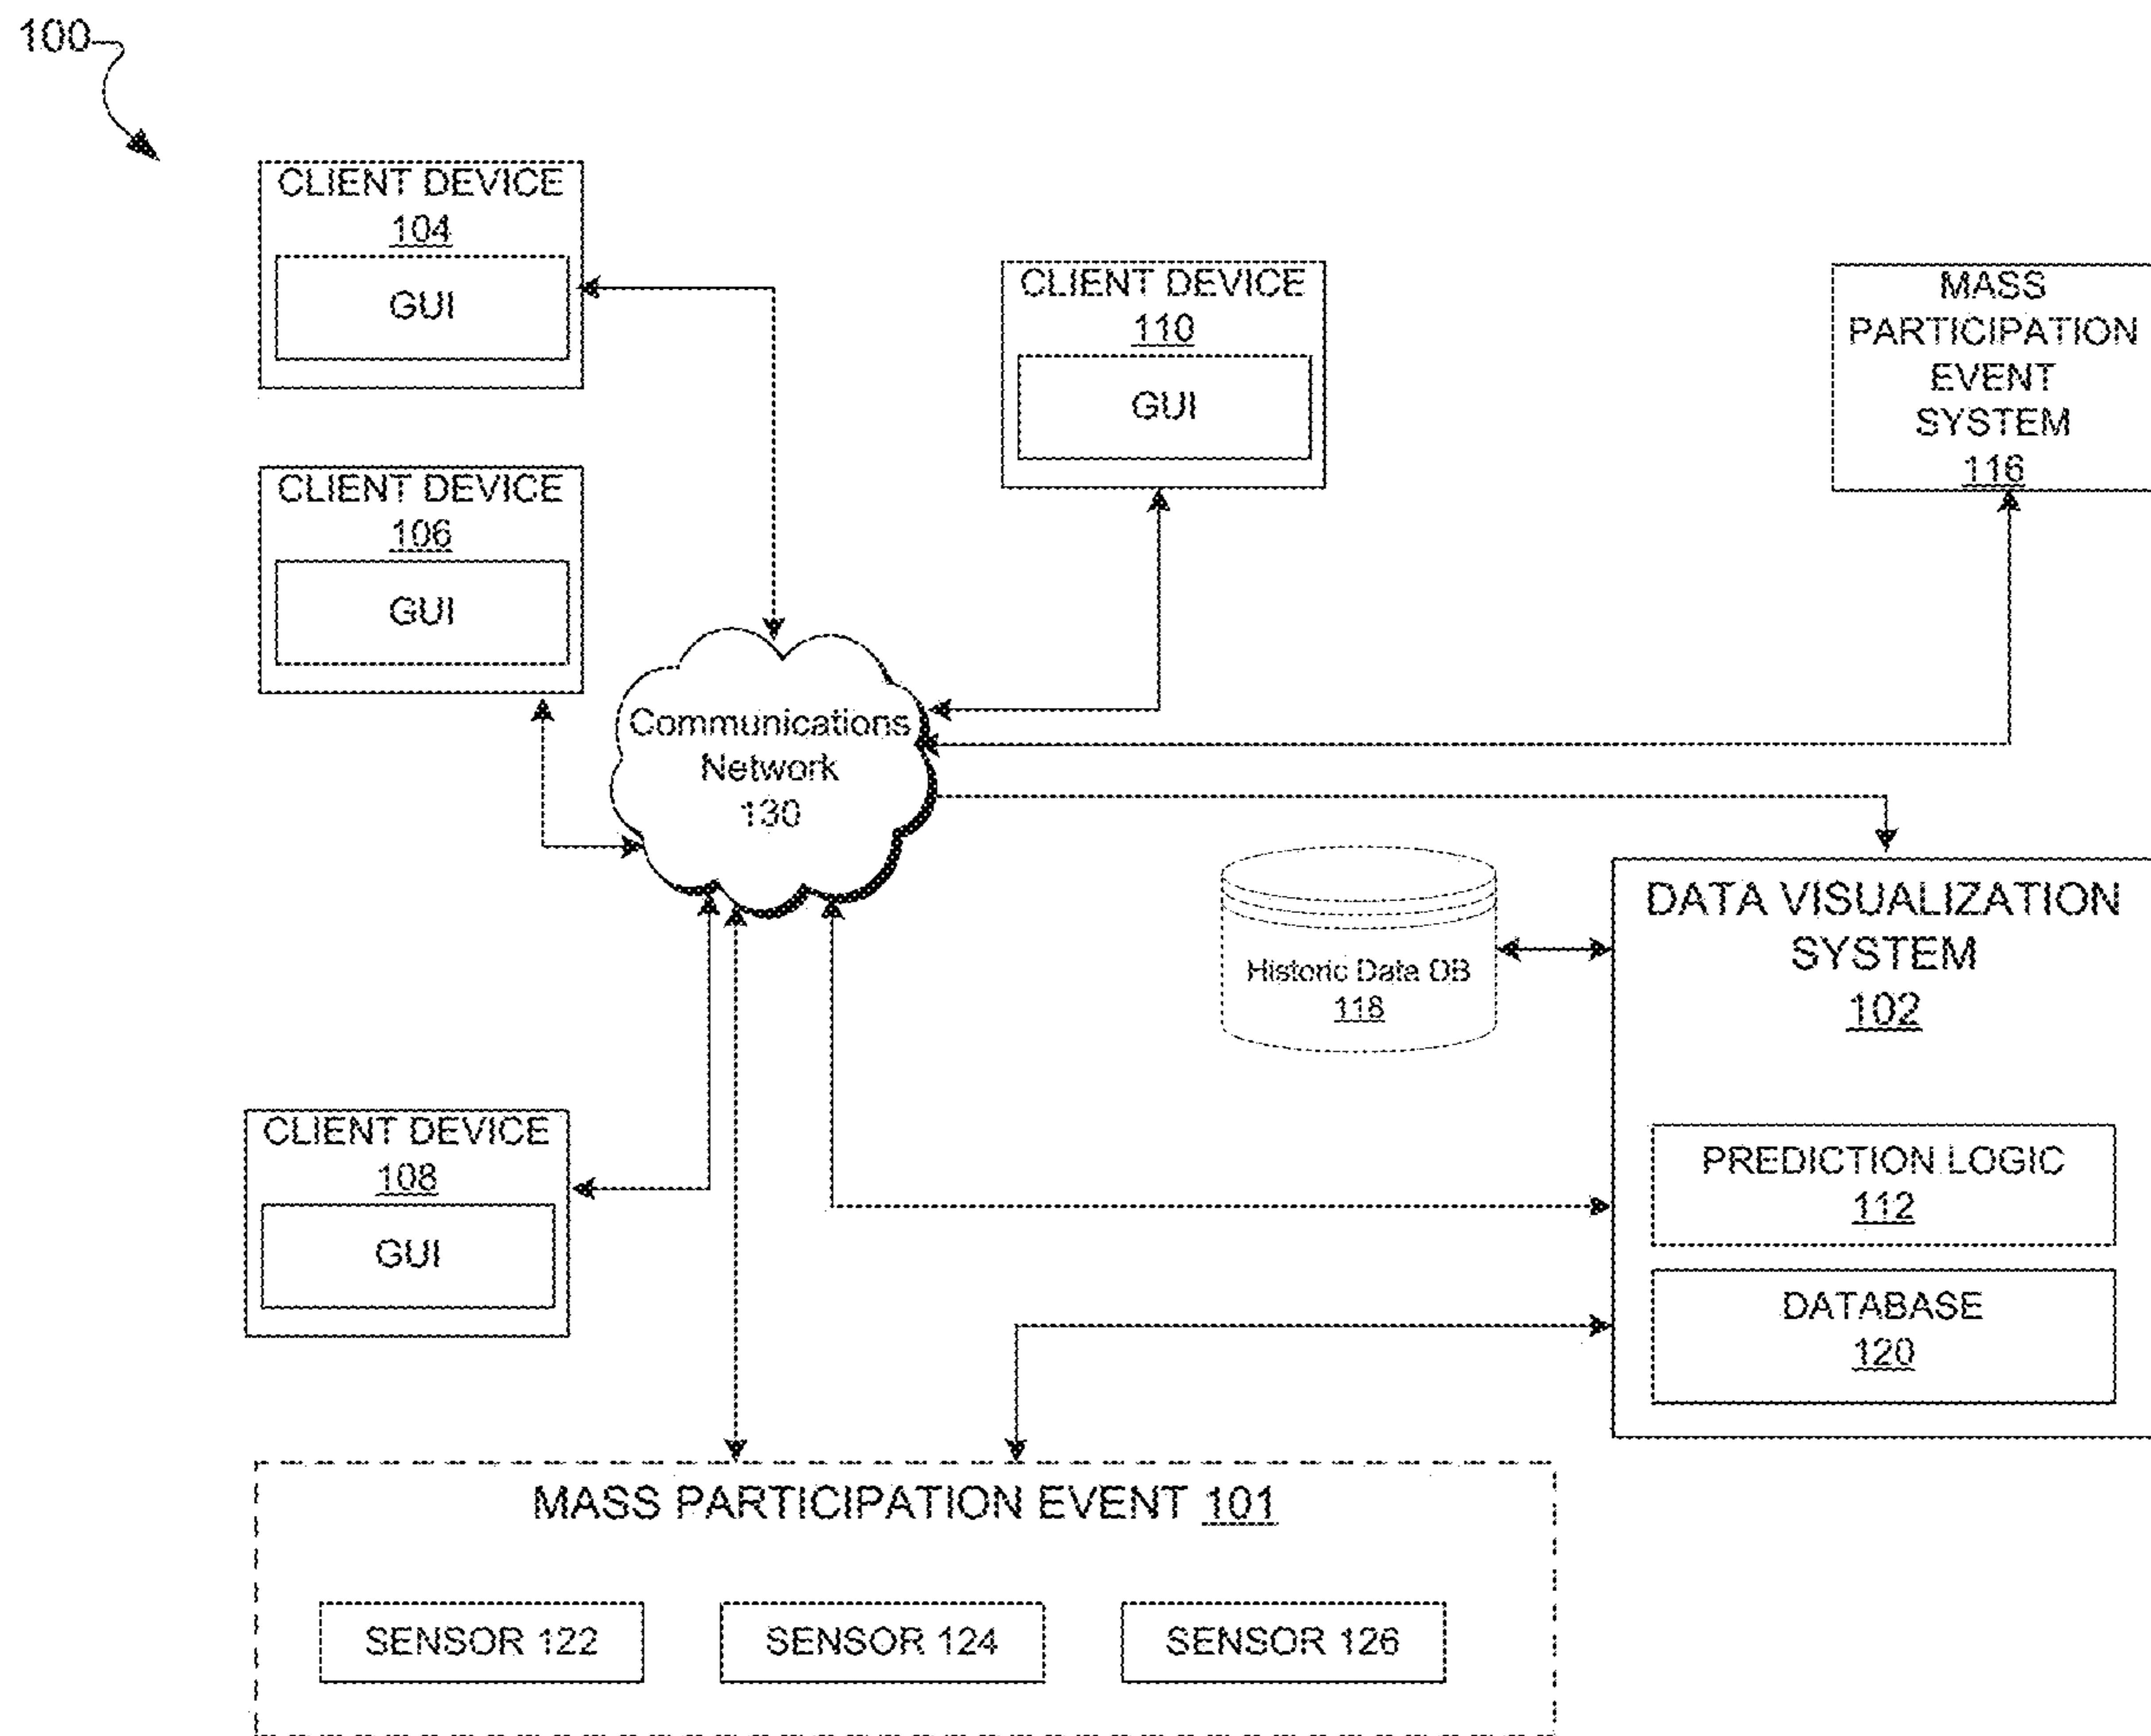 100
CLIENT DEVICE
104
GUI
CLIENT DEVICE
110
GUI
MASS
PARTICIPATION
EVENT
SYSTEM
116
CLIENT DEVICE
106
GUI
Communications
Network
130
Historic Data DB
118
DATA VISUALIZATION
SYSTEM
102
PREDICTION LOGIC
112
DATABASE
120
CLIENT DEVICE
108
GUI
MASS PARTICIPATION EVENT 101
SENSOR 122
SENSOR 124
SENSOR 126